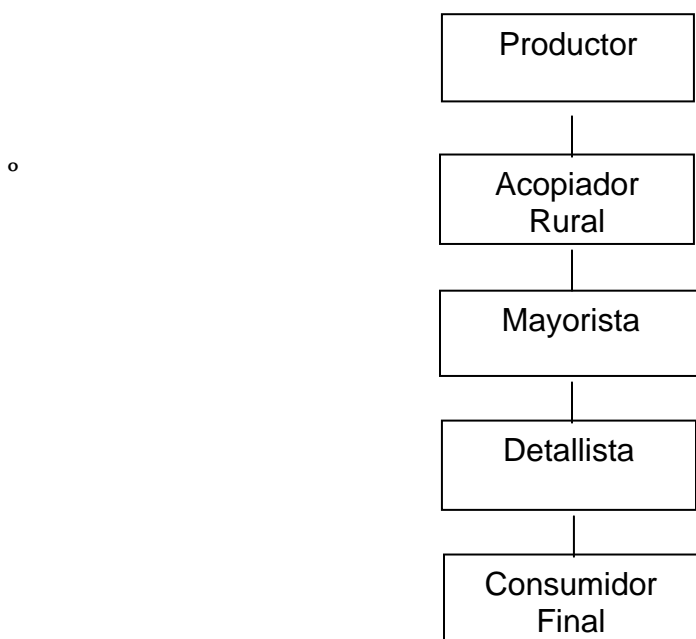 Productor
o
Acopiador
Rural
Mayorista
Detallista
Consumidor
Final